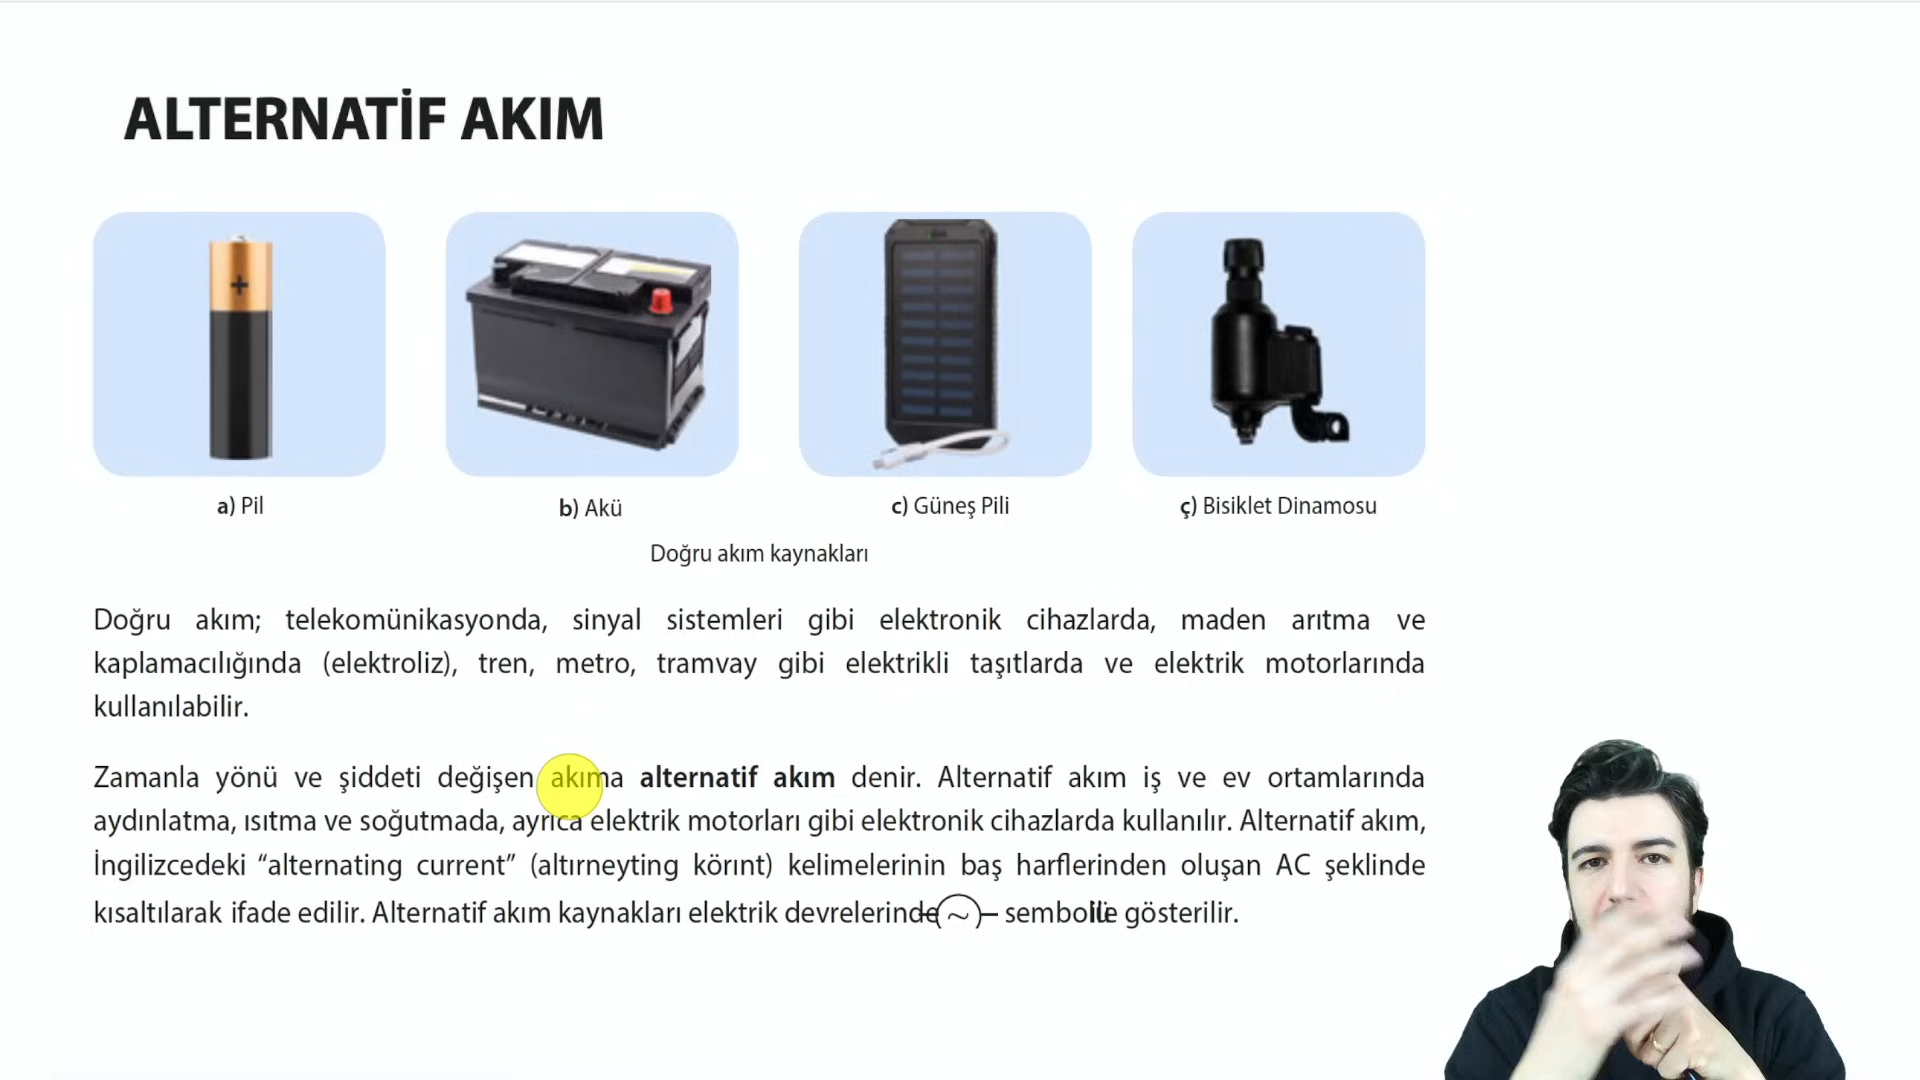 ALTERNATİF AKIM
+
a) Pil
b) Akü
c) Güneş Pili
ç) Bisiklet Dinamosu
Doğru akım kaynakları
Doğru akım; telekomünikasyonda, sinyal sistemleri gibi elektronik cihazlarda, maden arıtma ve
kaplamacılığında (elektroliz), tren, metro, tramvay gibi elektrikli taşıtlarda ve elektrik motorlarında
kullanılabilir.
Zamanla yönü ve şiddeti değişen akıma alternatif akım denir. Alternatif akım iş ve ev ortamlarında
aydınlatma, ısıtma ve soğutmada, ayrıca elektrik motorları gibi elektronik cihazlarda kullanılır. Alternatif akım,
İngilizcedeki “alternating current” (altırneyting körınt) kelimelerinin baş harflerinden oluşan AC şeklinde
kısaltılarak ifade edilir. Alternatif akım kaynakları elektrik devrelerinde ~ sembolü ile gösterilir.